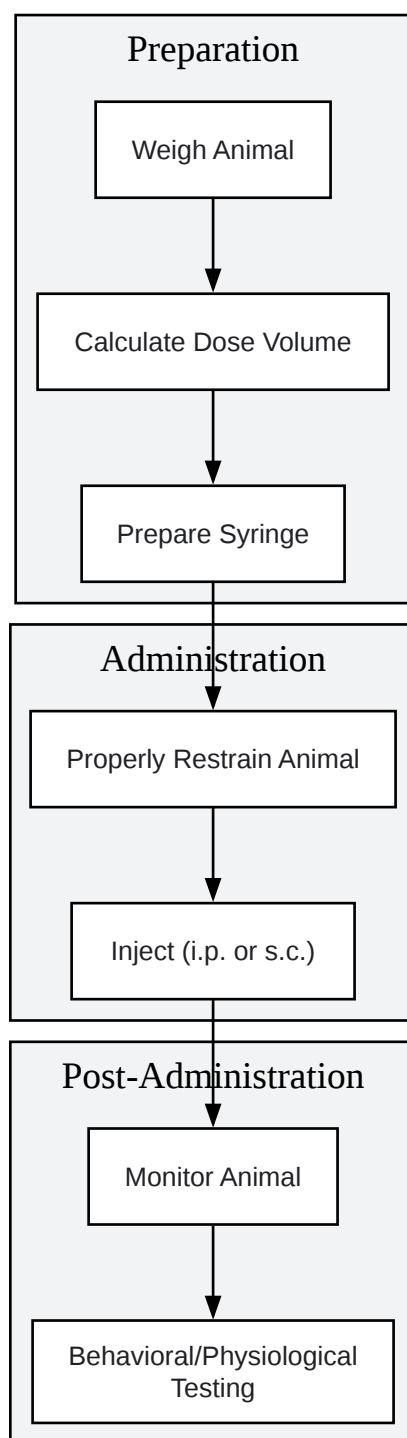 Preparation
Weigh Animal
Calculate Dose Volume
Prepare Syringe
Administration
Properly Restrain Animal
Inject (i.p. or s.c.)
Post-Administration
Monitor Animal
Behavioral/Physiological
Testing